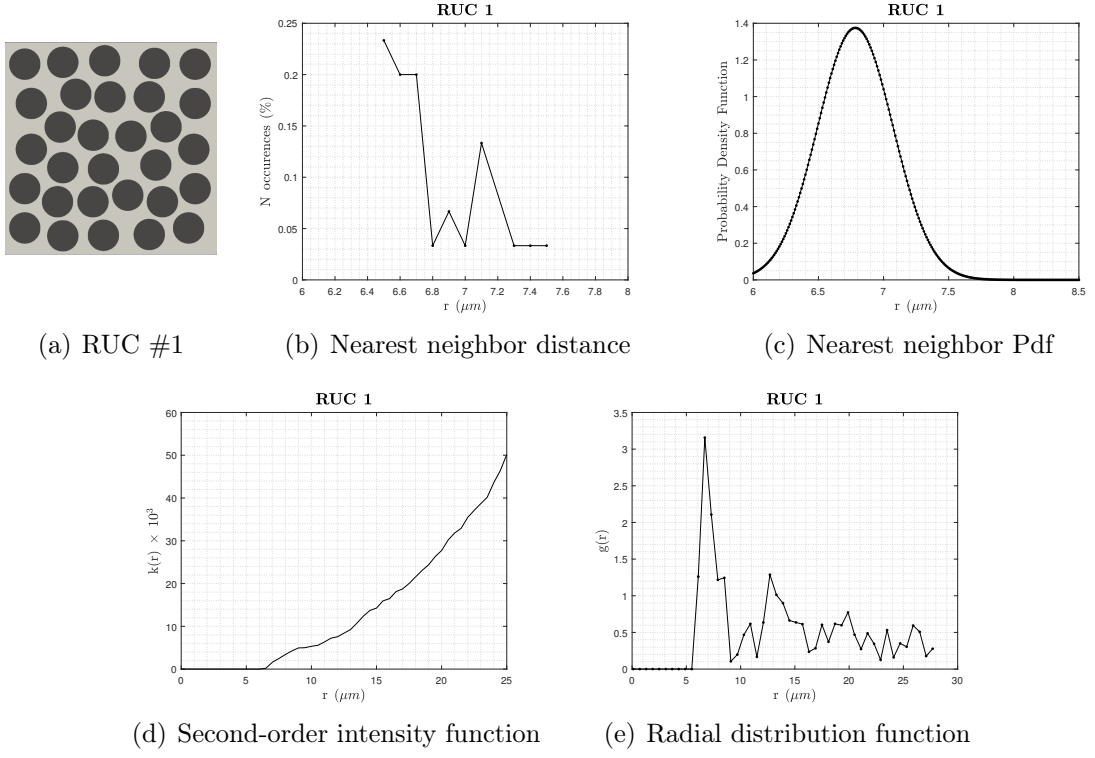 RUC 1
0.25
0.2
0.15
0.1
0.05
0
N occurences (%)
6 6.2 6.4 6.6 6.8 7 7.2 7.4 7.6 7.8 8
r (μm)
RUC 1
1.4
1.2
1
0.8
0.6
0.4
0.2
0
Probability Density Function
6 6.5 7 7.5 8 8.5
r (μm)
(a) RUC #1
(b) Nearest neighbor distance
(c) Nearest neighbor Pdf
RUC 1
60
50
40
30
20
10
0
k(r) × 10³
0 5 10 15 20 25
r (μm)
RUC 1
3.5
3
2.5
2
1.5
1
0.5
0
g(r)
0 5 10 15 20 25 30
r (μm)
(d) Second-order intensity function
(e) Radial distribution function